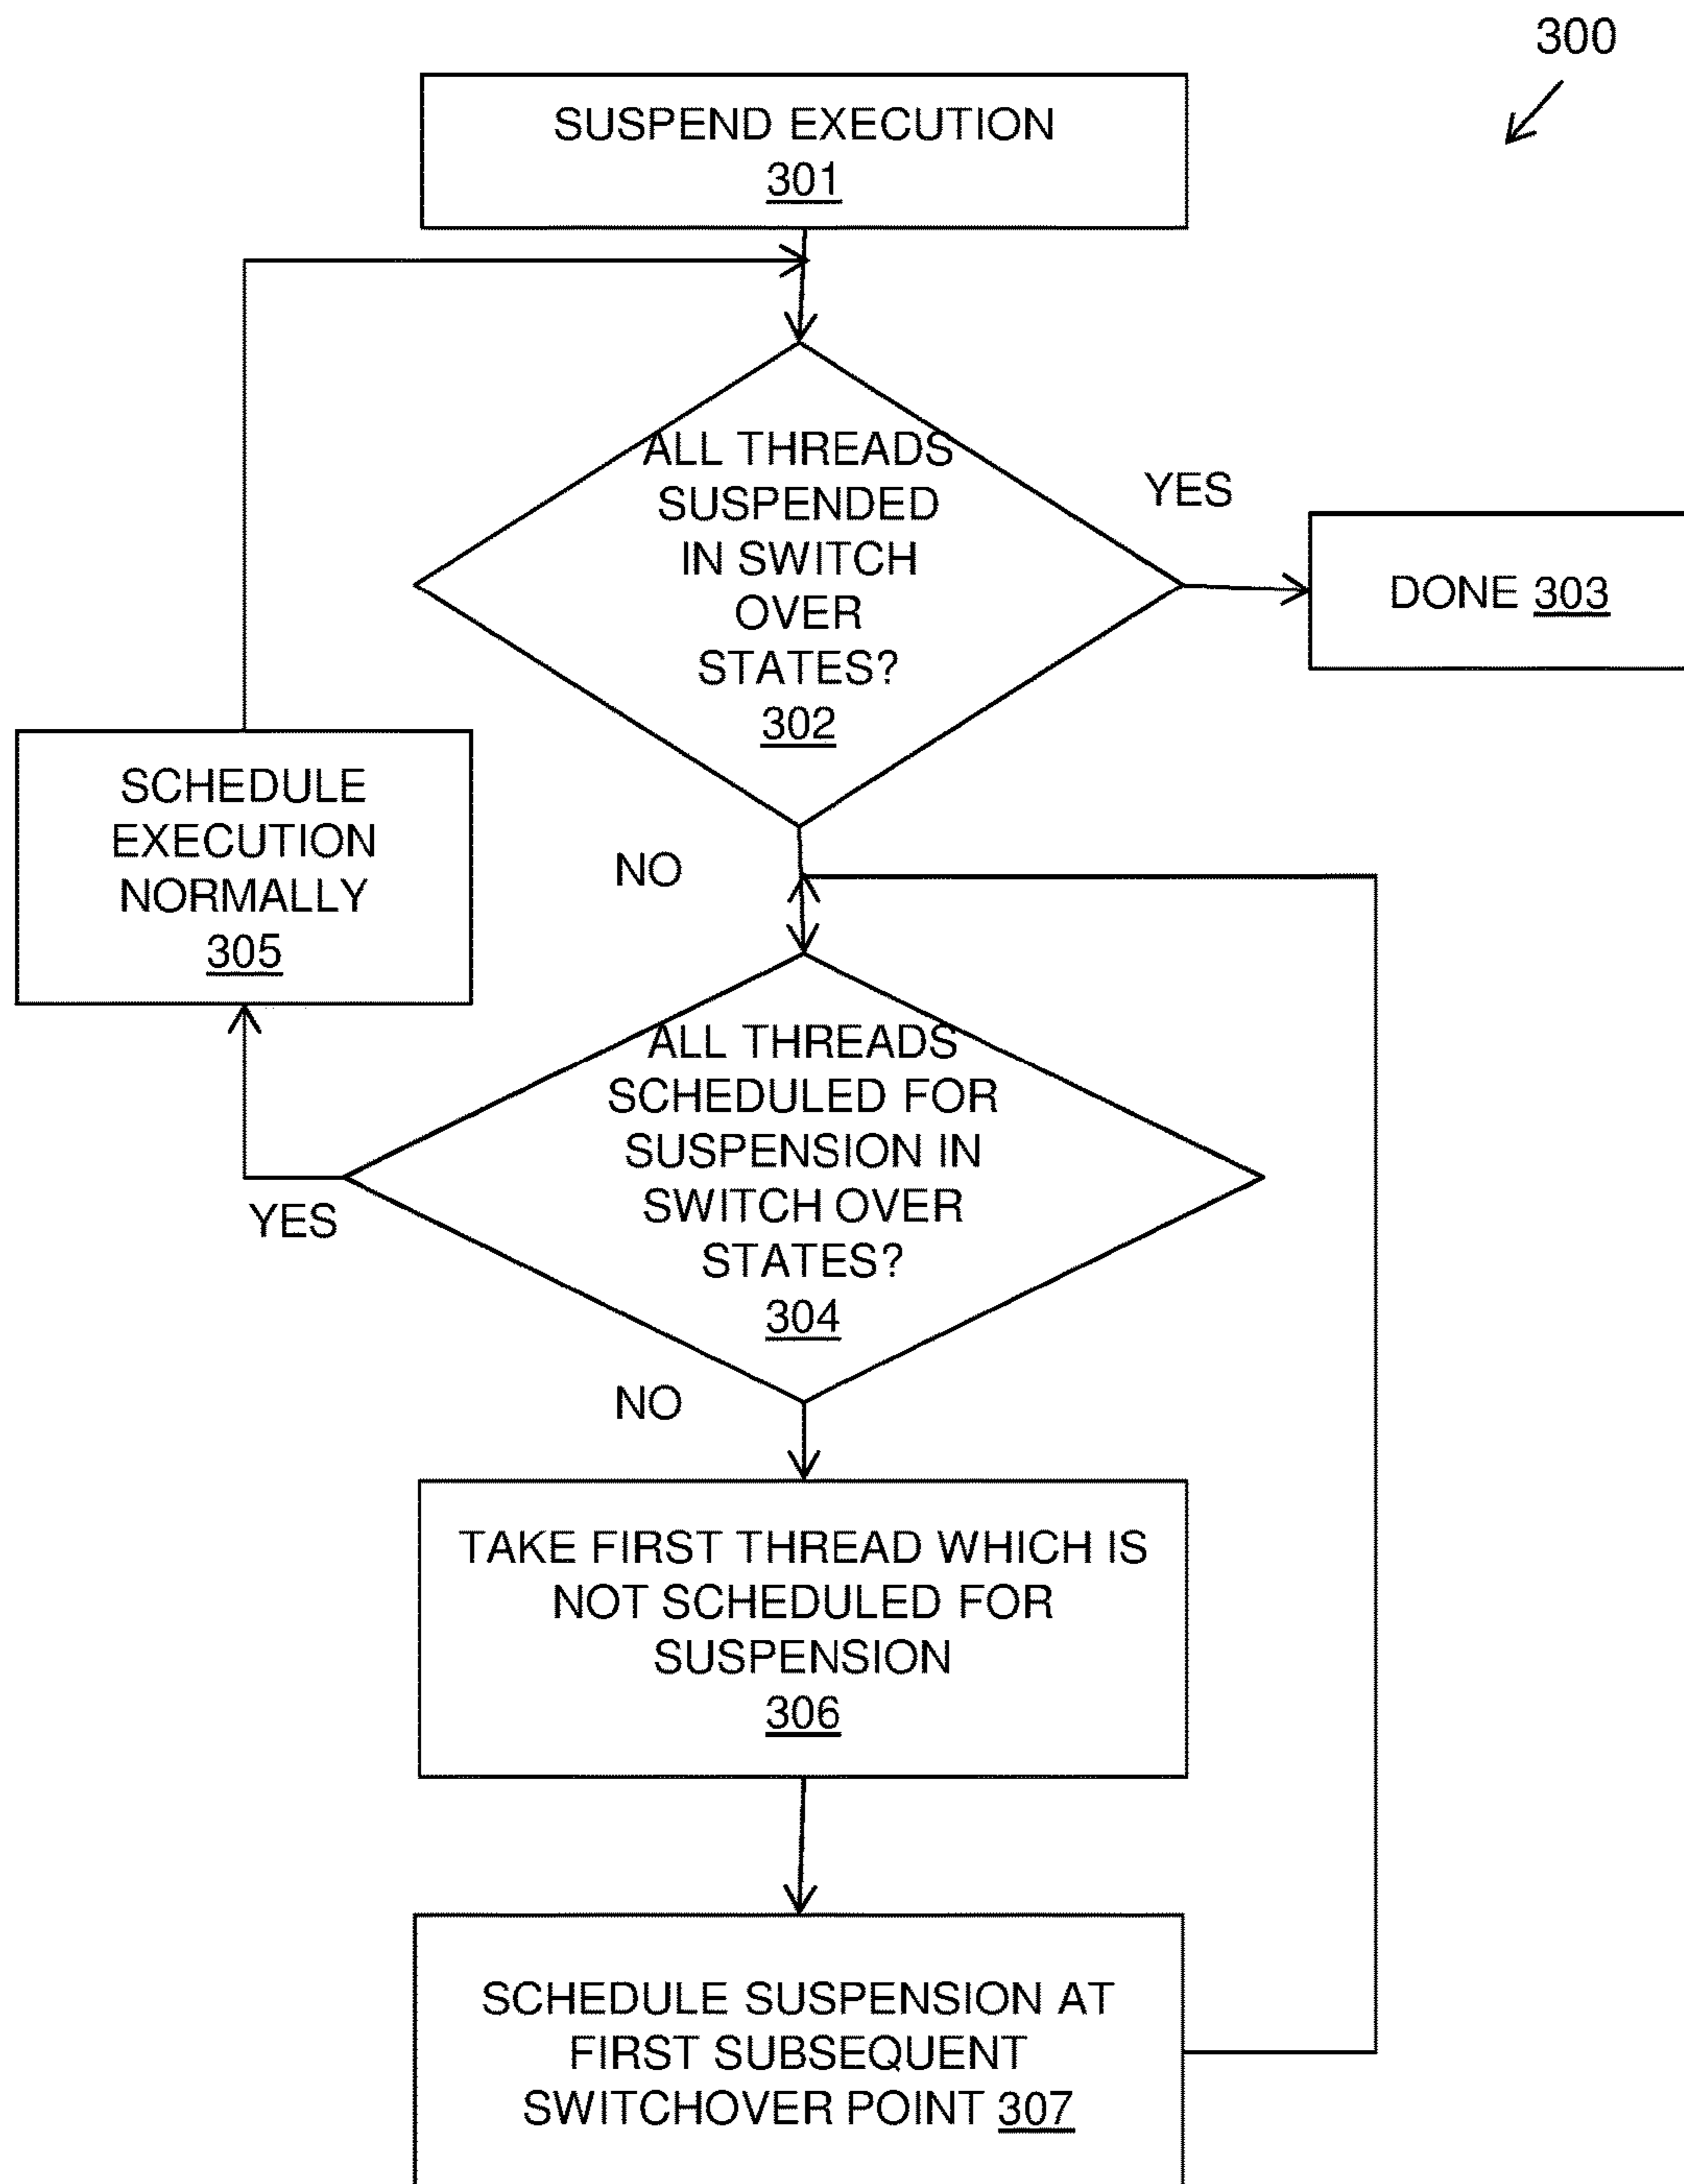 300
SUSPEND EXECUTION
301
ALL THREADS
SUSPENDED
IN SWITCH
OVER
STATES?
302
YES
DONE 303
SCHEDULE
EXECUTION
NORMALLY
305
NO
ALL THREADS
SCHEDULED FOR
SUSPENSION IN
SWITCH OVER
STATES?
304
YES
NO
TAKE FIRST THREAD WHICH IS
NOT SCHEDULED FOR
SUSPENSION
306
SCHEDULE SUSPENSION AT
FIRST SUBSEQUENT
SWITCHOVER POINT 307